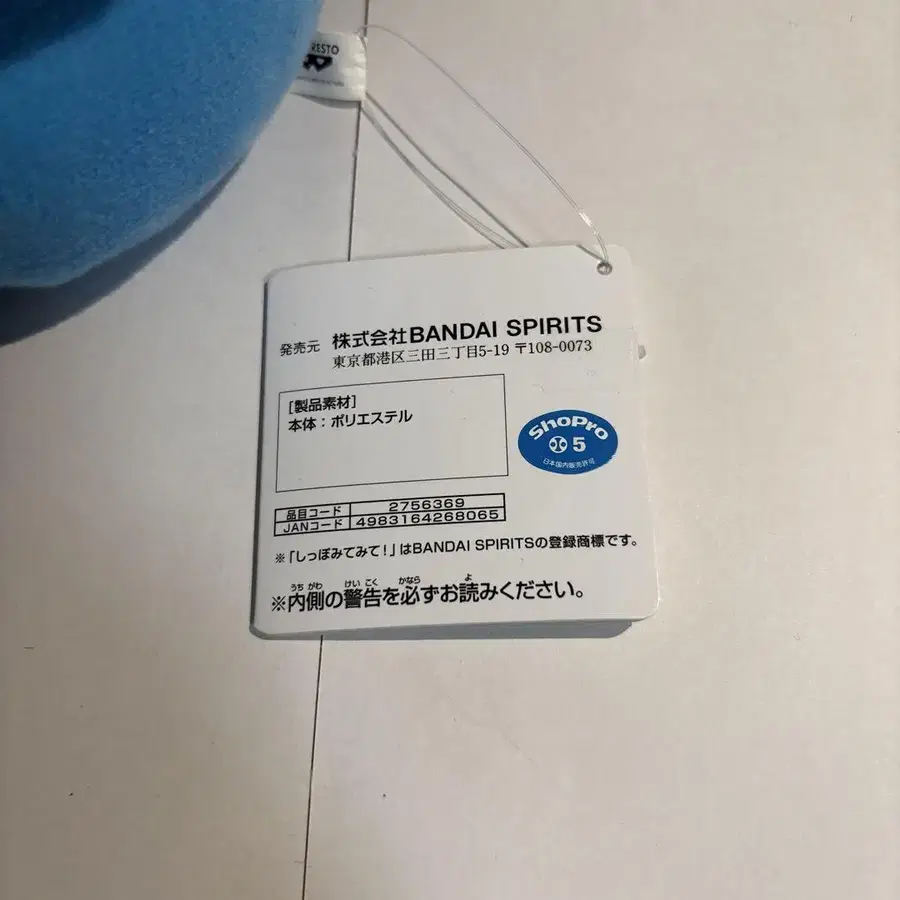 RESTO
発売元 株式会社BANDAI SPIRITS
東京都港区三田三丁目5-19 〒108-0073
[製品素材]
本体：ポリエステル
ShoPro
5
日本国内販売許可
品目コード 2756369
JANコード 4983164268065
※「しっぽみてみて!」はBANDAI SPIRITSの登録商標です。
うちがわ けいこく かなら よ
※内側の警告を必ずお読みください。